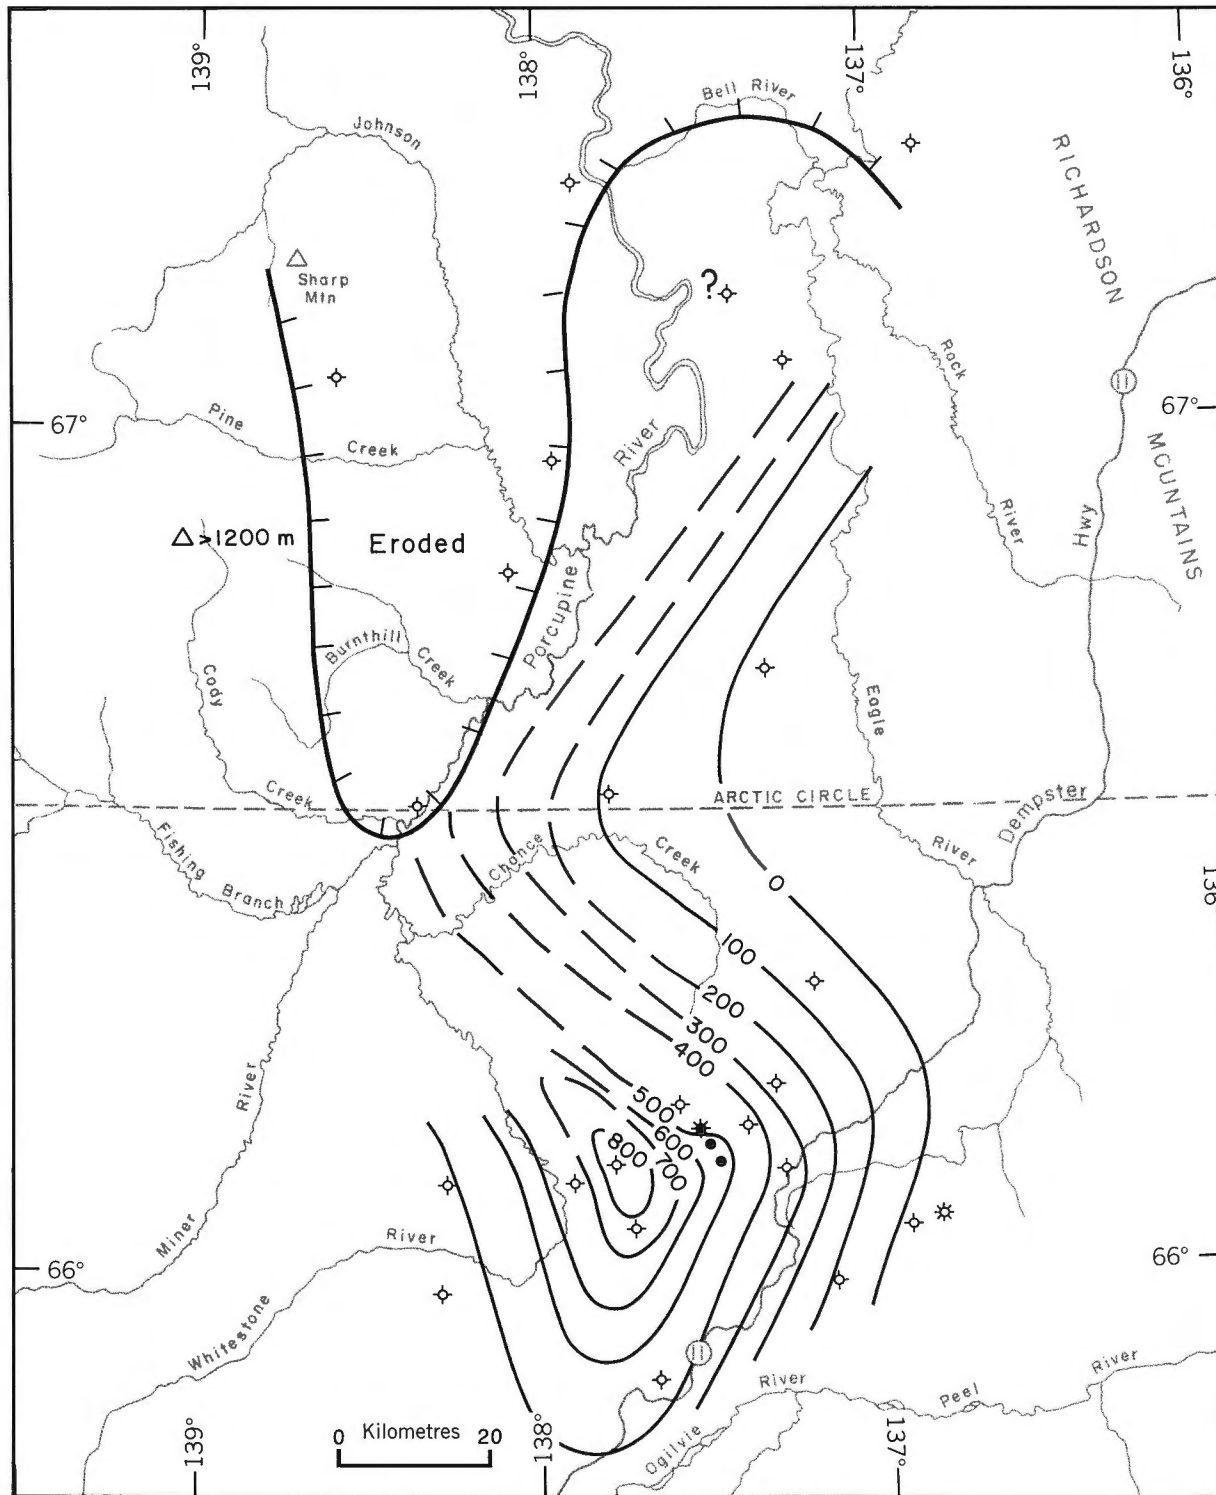 139°
138°
137°
136°
Bell River
Johnson
RICHARDSON
Sharp
Mtn
?
Rock
11
67°
Pine
Creek
River
67°
MOUNTAINS
>1200 m
Eroded
River
Hwy
Porcupine
Burnthill
Creek
Cody
Eagle
Creek
ARCTIC CIRCLE
Dempster
Fishing
Branch
Chance
Creek
River
0
136
100
200
300
400
500
600
700
800
River
Miner
River
66°
66°
Whitestone
11
River
Peel
River
Ogilvie
0 Kilometres 20
139°
138°
137°